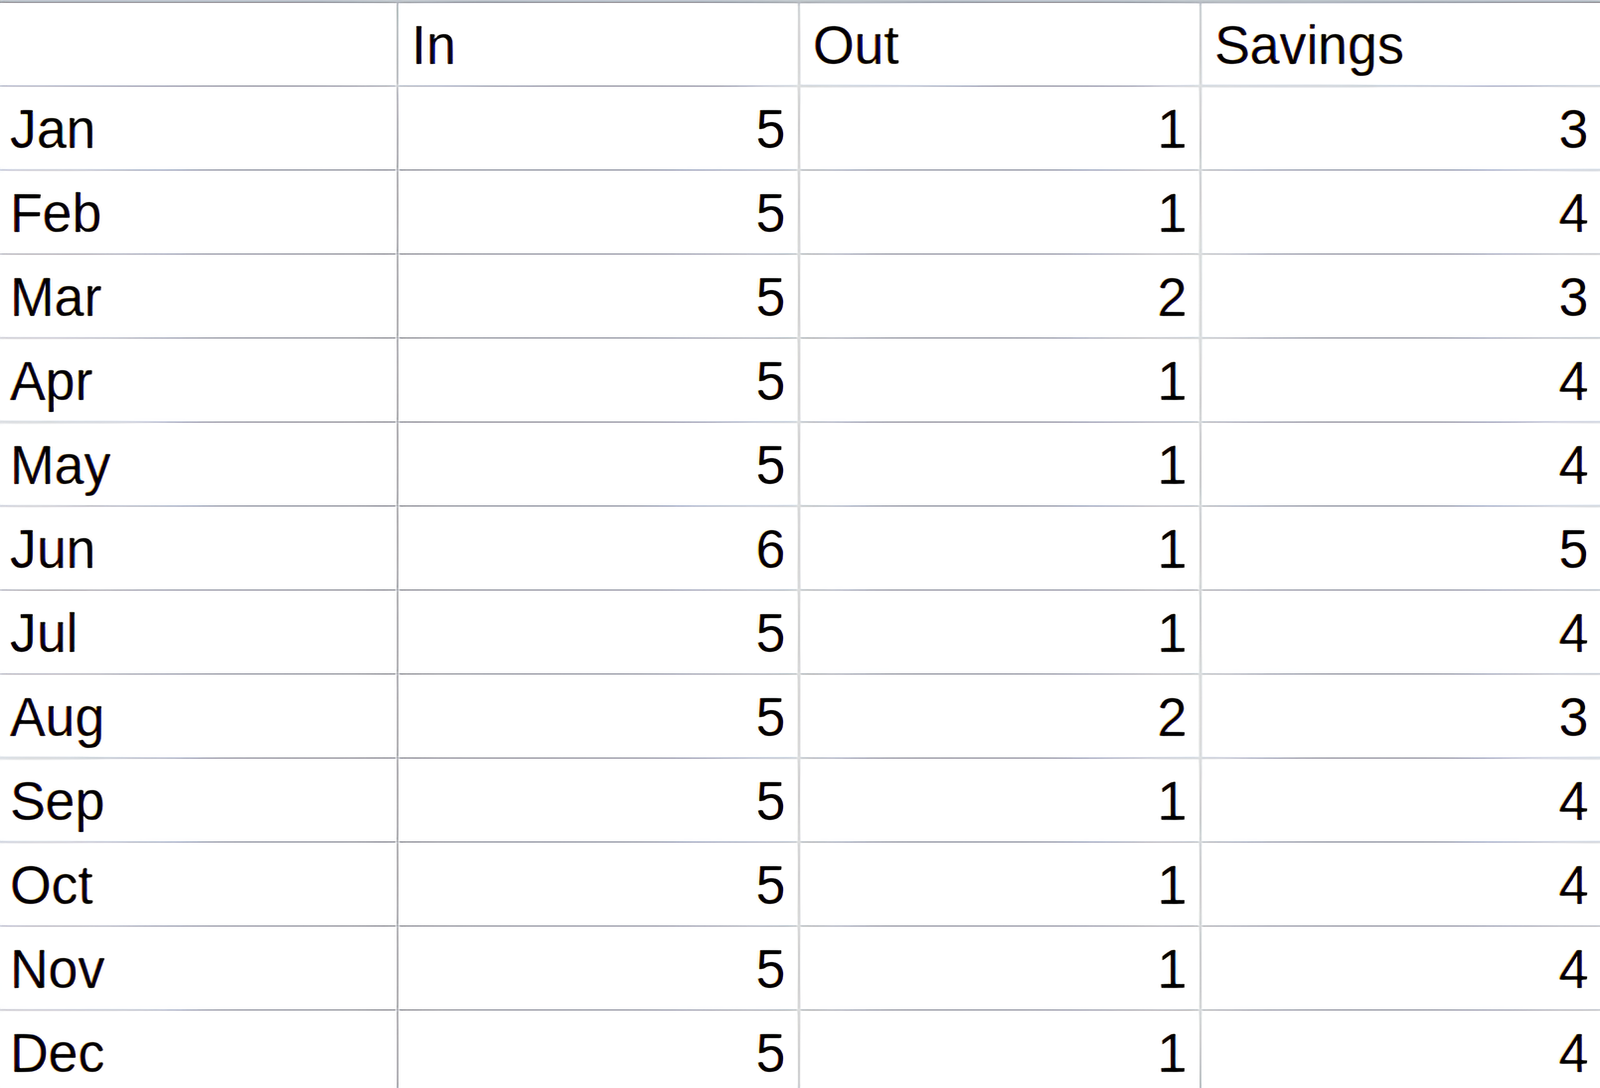 In Out Savings
Jan 5 1 3
Feb 5 1 4
Mar 5 2 3
Apr 5 1 4
May 5 1 4
Jun 6 1 5
Jul 5 1 4
Aug 5 2 3
Sep 5 1 4
Oct 5 1 4
Nov 5 1 4
Dec 5 1 4